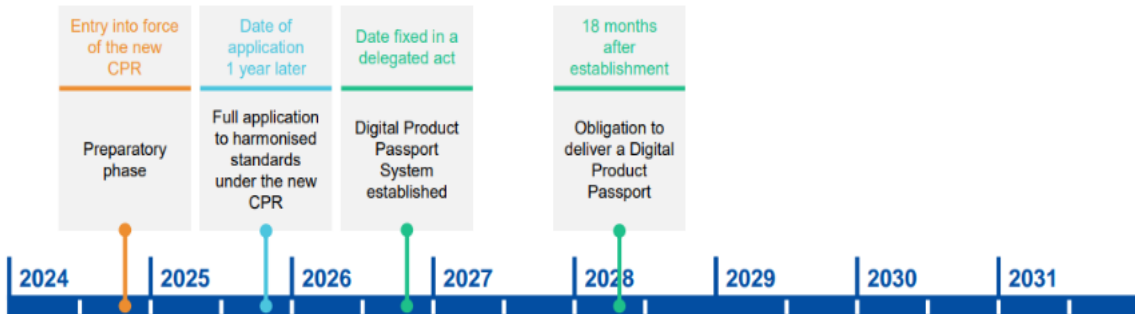 Entry into force
of the new
CPR
Preparatory
phase
Date of
application
1 year later
Full application
to harmonised
standards
under the new
CPR
Date fixed in a
delegated act
Digital Product
Passport
System
established
18 months
after
establishment
Obligation to
deliver a Digital
Product
Passport
2024
2025
2026
2027
2028
2029
2030
2031